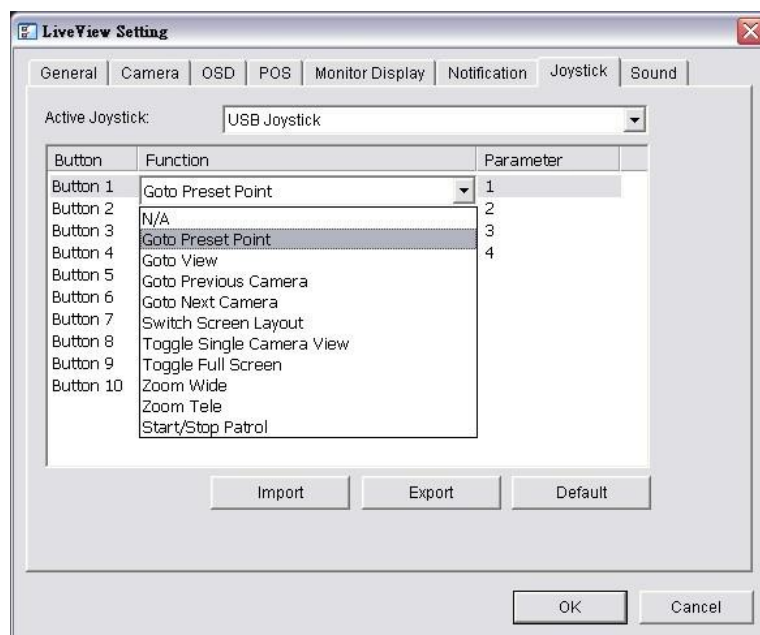 LiveView Setting
General Camera OSD POS Monitor Display Notification Joystick Sound
Active Joystick: USB Joystick
Button Function Parameter
Button 1 Goto Preset Point 1
Button 2 N/A 2
Button 3 Goto Preset Point 3
Button 4 Goto View 4
Button 5 Goto Previous Camera
Button 6 Goto Next Camera
Button 7 Switch Screen Layout
Button 8 Toggle Single Camera View
Button 9 Toggle Full Screen
Button 10 Zoom Wide
Zoom Tele
Start/Stop Patrol
Import Export Default
OK Cancel